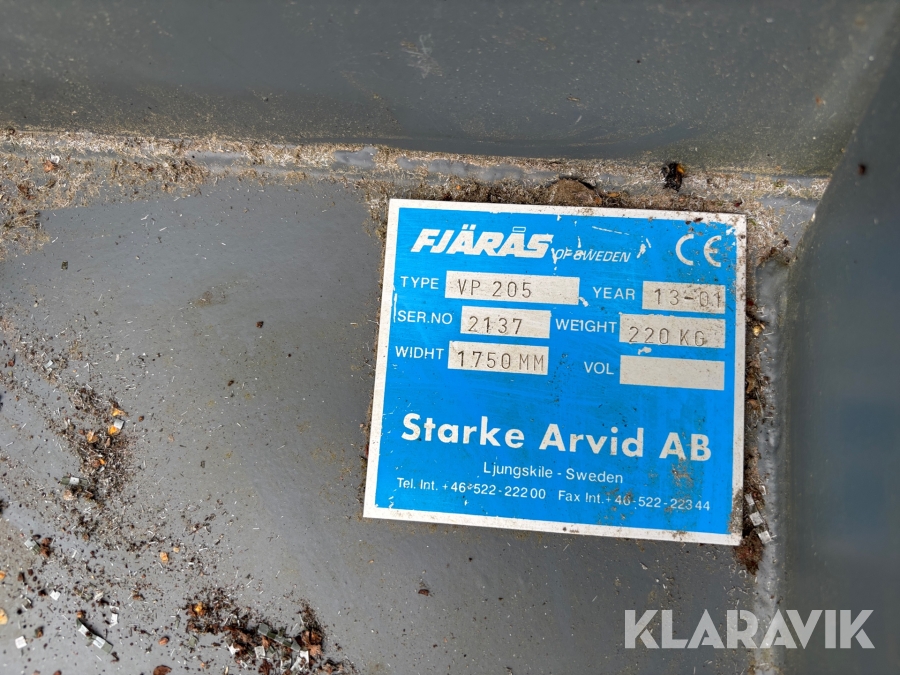 FJÄRÅS OF SWEDEN CE
TYPE VP 205 YEAR 13-01
SER.NO 2137 WEIGHT 220 KG
WIDHT 1750 MM VOL
Starke Arvid AB
Ljungskile - Sweden
Tel. Int. +46-522-222 00 Fax Int. +46-522-223 44
KLARAVIK